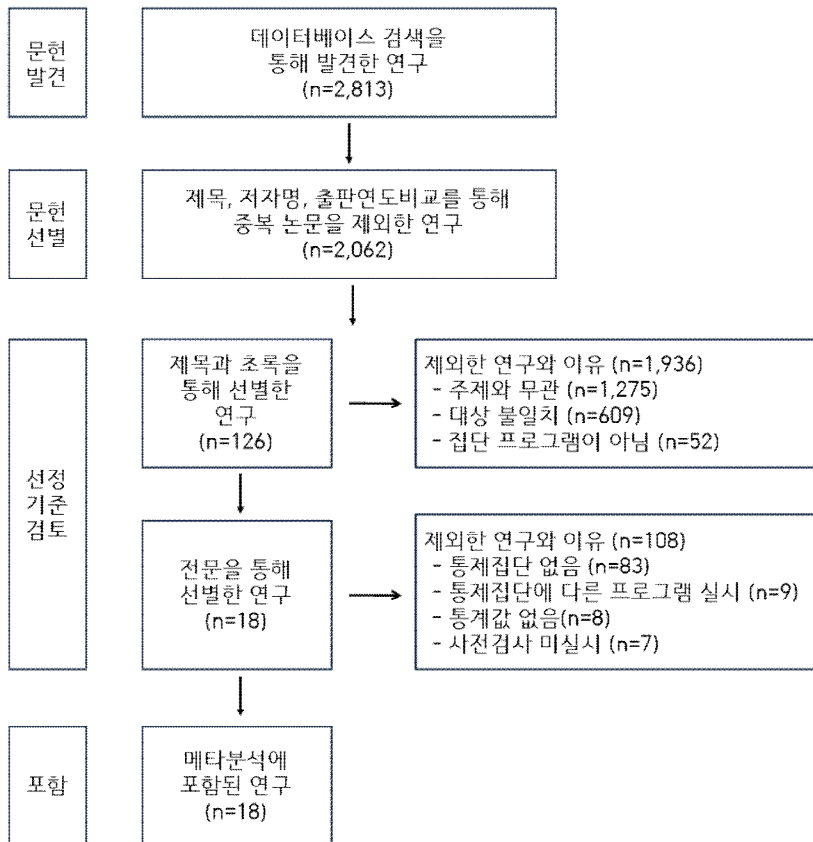 문헌
발견
데이터베이스 검색을
통해 발견한 연구
(n=2,813)
문헌
선별
제목, 저자명, 출판연도비교를 통해
중복 논문을 제외한 연구
(n=2,062)
선정
기준
검토
제목과 초록을
통해 선별한
연구
(n=126)
제외한 연구와 이유 (n=1,936)
- 주제와 무관 (n=1,275)
- 대상 불일치 (n=609)
- 집단 프로그램이 아님 (n=52)
전문을 통해
선별한 연구
(n=18)
제외한 연구와 이유 (n=108)
- 통제집단 없음 (n=83)
- 통제집단에 다른 프로그램 실시 (n=9)
- 통계값 없음(n=8)
- 사전검사 미실시 (n=7)
포함
메타분석에
포함된 연구
(n=18)